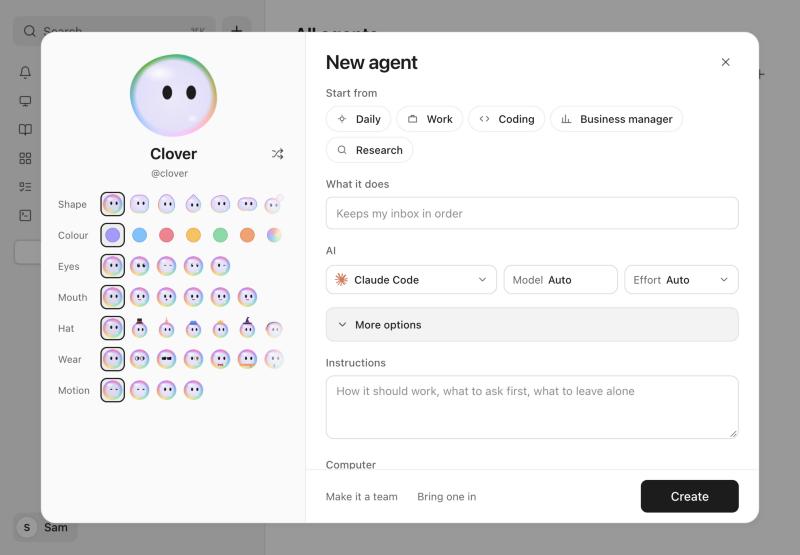 Search
All agents
New agent
Start from
Daily
Work
Coding
Business manager
Research
Clover
@clover
Shape
Colour
Eyes
Mouth
Hat
Wear
Motion
What it does
Keeps my inbox in order
AI
Claude Code
Model Auto
Effort Auto
More options
Instructions
How it should work, what to ask first, what to leave alone
Computer
Make it a team
Bring one in
Create
S
Sam